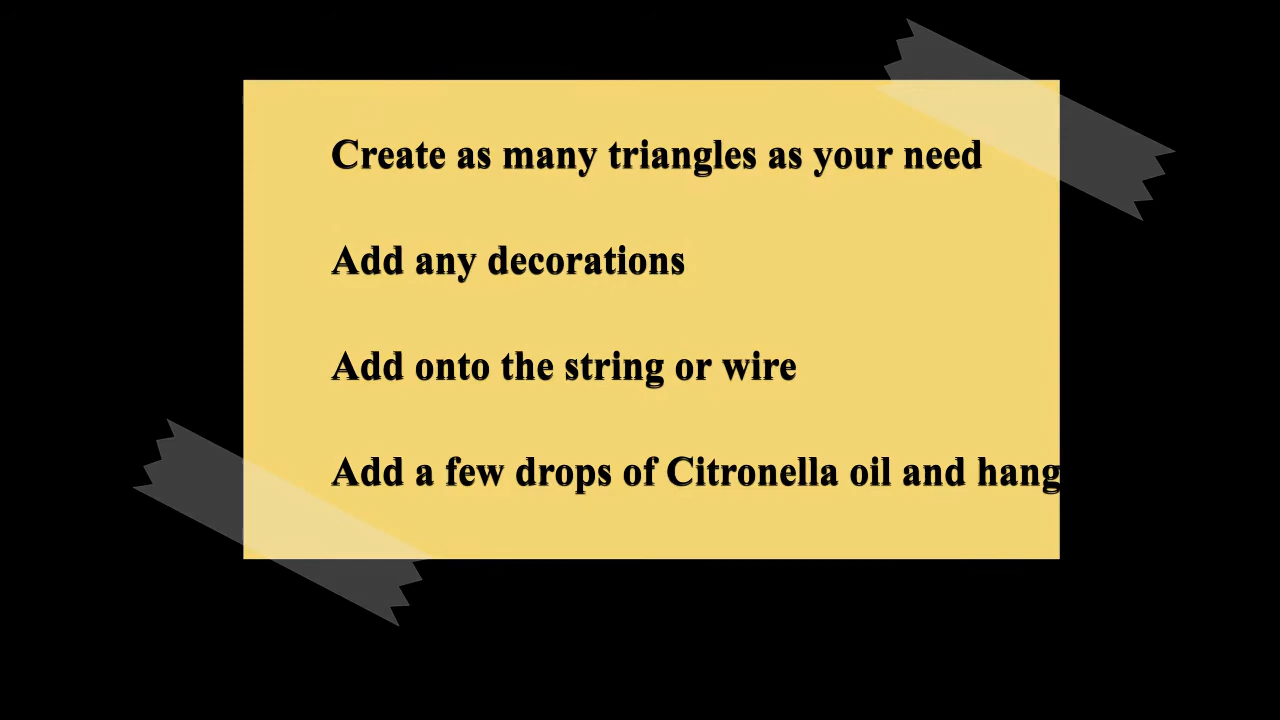 Create as many triangles as your need
Add any decorations
Add onto the string or wire
Add a few drops of Citronella oil and hang